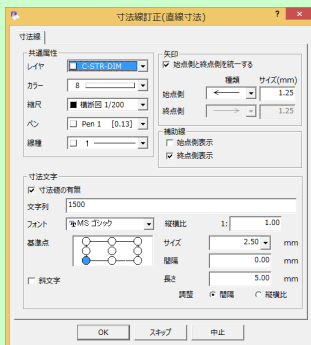 寸法線訂正(直線寸法)
? ×
寸法線
共通属性
レイヤ C-STR-DIM
カラー 8
縮尺 横断図 1/200
ペン Pen 1 [0.13]
線種 1
矢印
始点側と終点側を統一する
種類 サイズ(mm)
始点側 1.25
終点側 1.25
補助線
始点側表示
終点側表示
寸法文字
寸法値の有無
文字列 1500
フォント MS ゴシック
縦横比 1: 1.00
基準点
サイズ 2.50 mm
間隔 0.00 mm
長さ 5.00 mm
斜文字
調整 間隔 縦横比
OK スキップ 中止